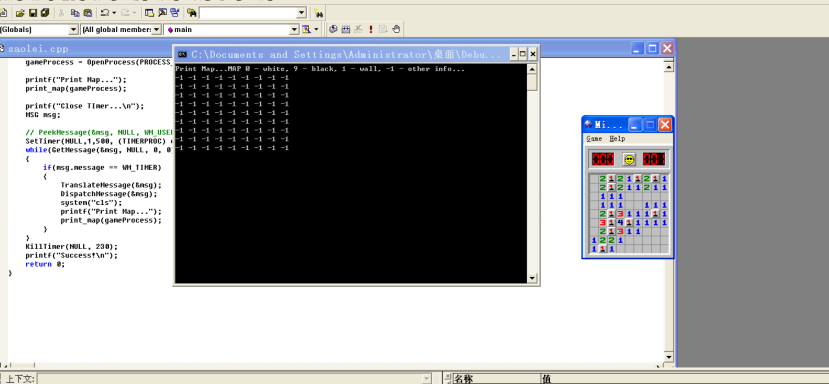 (Globals)
(All global member:
main
saolei.cpp
gameProcess = OpenProcess(PROCESS_
printf("Print Map...");
print_map(gameProcess);
printf("Close TImer...\n");
MSG msg;
// PeekMessage(&msg, NULL, WM_USE
SetTimer(NULL,1,500, (TIMERPROC)
while(GetMessage(&msg, NULL, 0, 0
{
if(msg.message == WM_TIMER)
{
TranslateMessage(&msg);
DispatchMessage(&msg);
system("cls");
printf("Print Map...");
print_map(gameProcess);
}
}
KillTimer(NULL, 230);
printf("Success!\n");
return 0;
}
C:\Documents and Settings\Administrator\桌面\Debu...
Print Map...MAP 0 - white, 9 - black, 1 - wall, -1 - other info...
-1 -1 -1 -1 -1 -1 -1 -1 -1
-1 -1 -1 -1 -1 -1 -1 -1 -1
-1 -1 -1 -1 -1 -1 -1 -1 -1
-1 -1 -1 -1 -1 -1 -1 -1 -1
-1 -1 -1 -1 -1 -1 -1 -1 -1
-1 -1 -1 -1 -1 -1 -1 -1 -1
-1 -1 -1 -1 -1 -1 -1 -1 -1
-1 -1 -1 -1 -1 -1 -1 -1 -1
-1 -1 -1 -1 -1 -1 -1 -1 -1
Mi...
Game Help
2 1 2 1 1 2 1 1
2 1 2 1 1 2 1 1
1 1 1
1 1 1 1 1 1
2 1 3 1 1 1 1 1
3 1 4 1 1 1 1 1
2 1 3 1 1
1 2 2 1
1 1 1
上下文:
名称
值